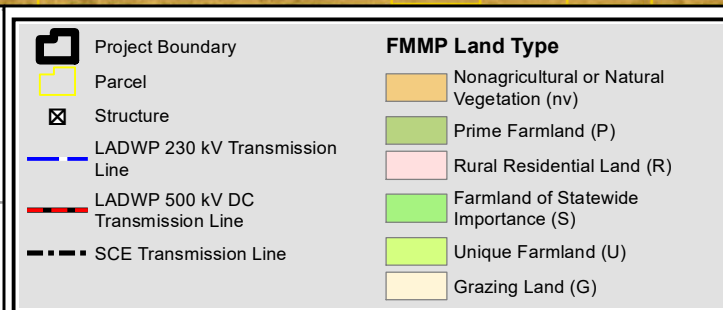 Project Boundary
Parcel
Structure
LADWP 230 kV Transmission
Line
LADWP 500 kV DC
Transmission Line
SCE Transmission Line
FMMP Land Type
Nonagricultural or Natural
Vegetation (nv)
Prime Farmland (P)
Rural Residential Land (R)
Farmland of Statewide
Importance (S)
Unique Farmland (U)
Grazing Land (G)